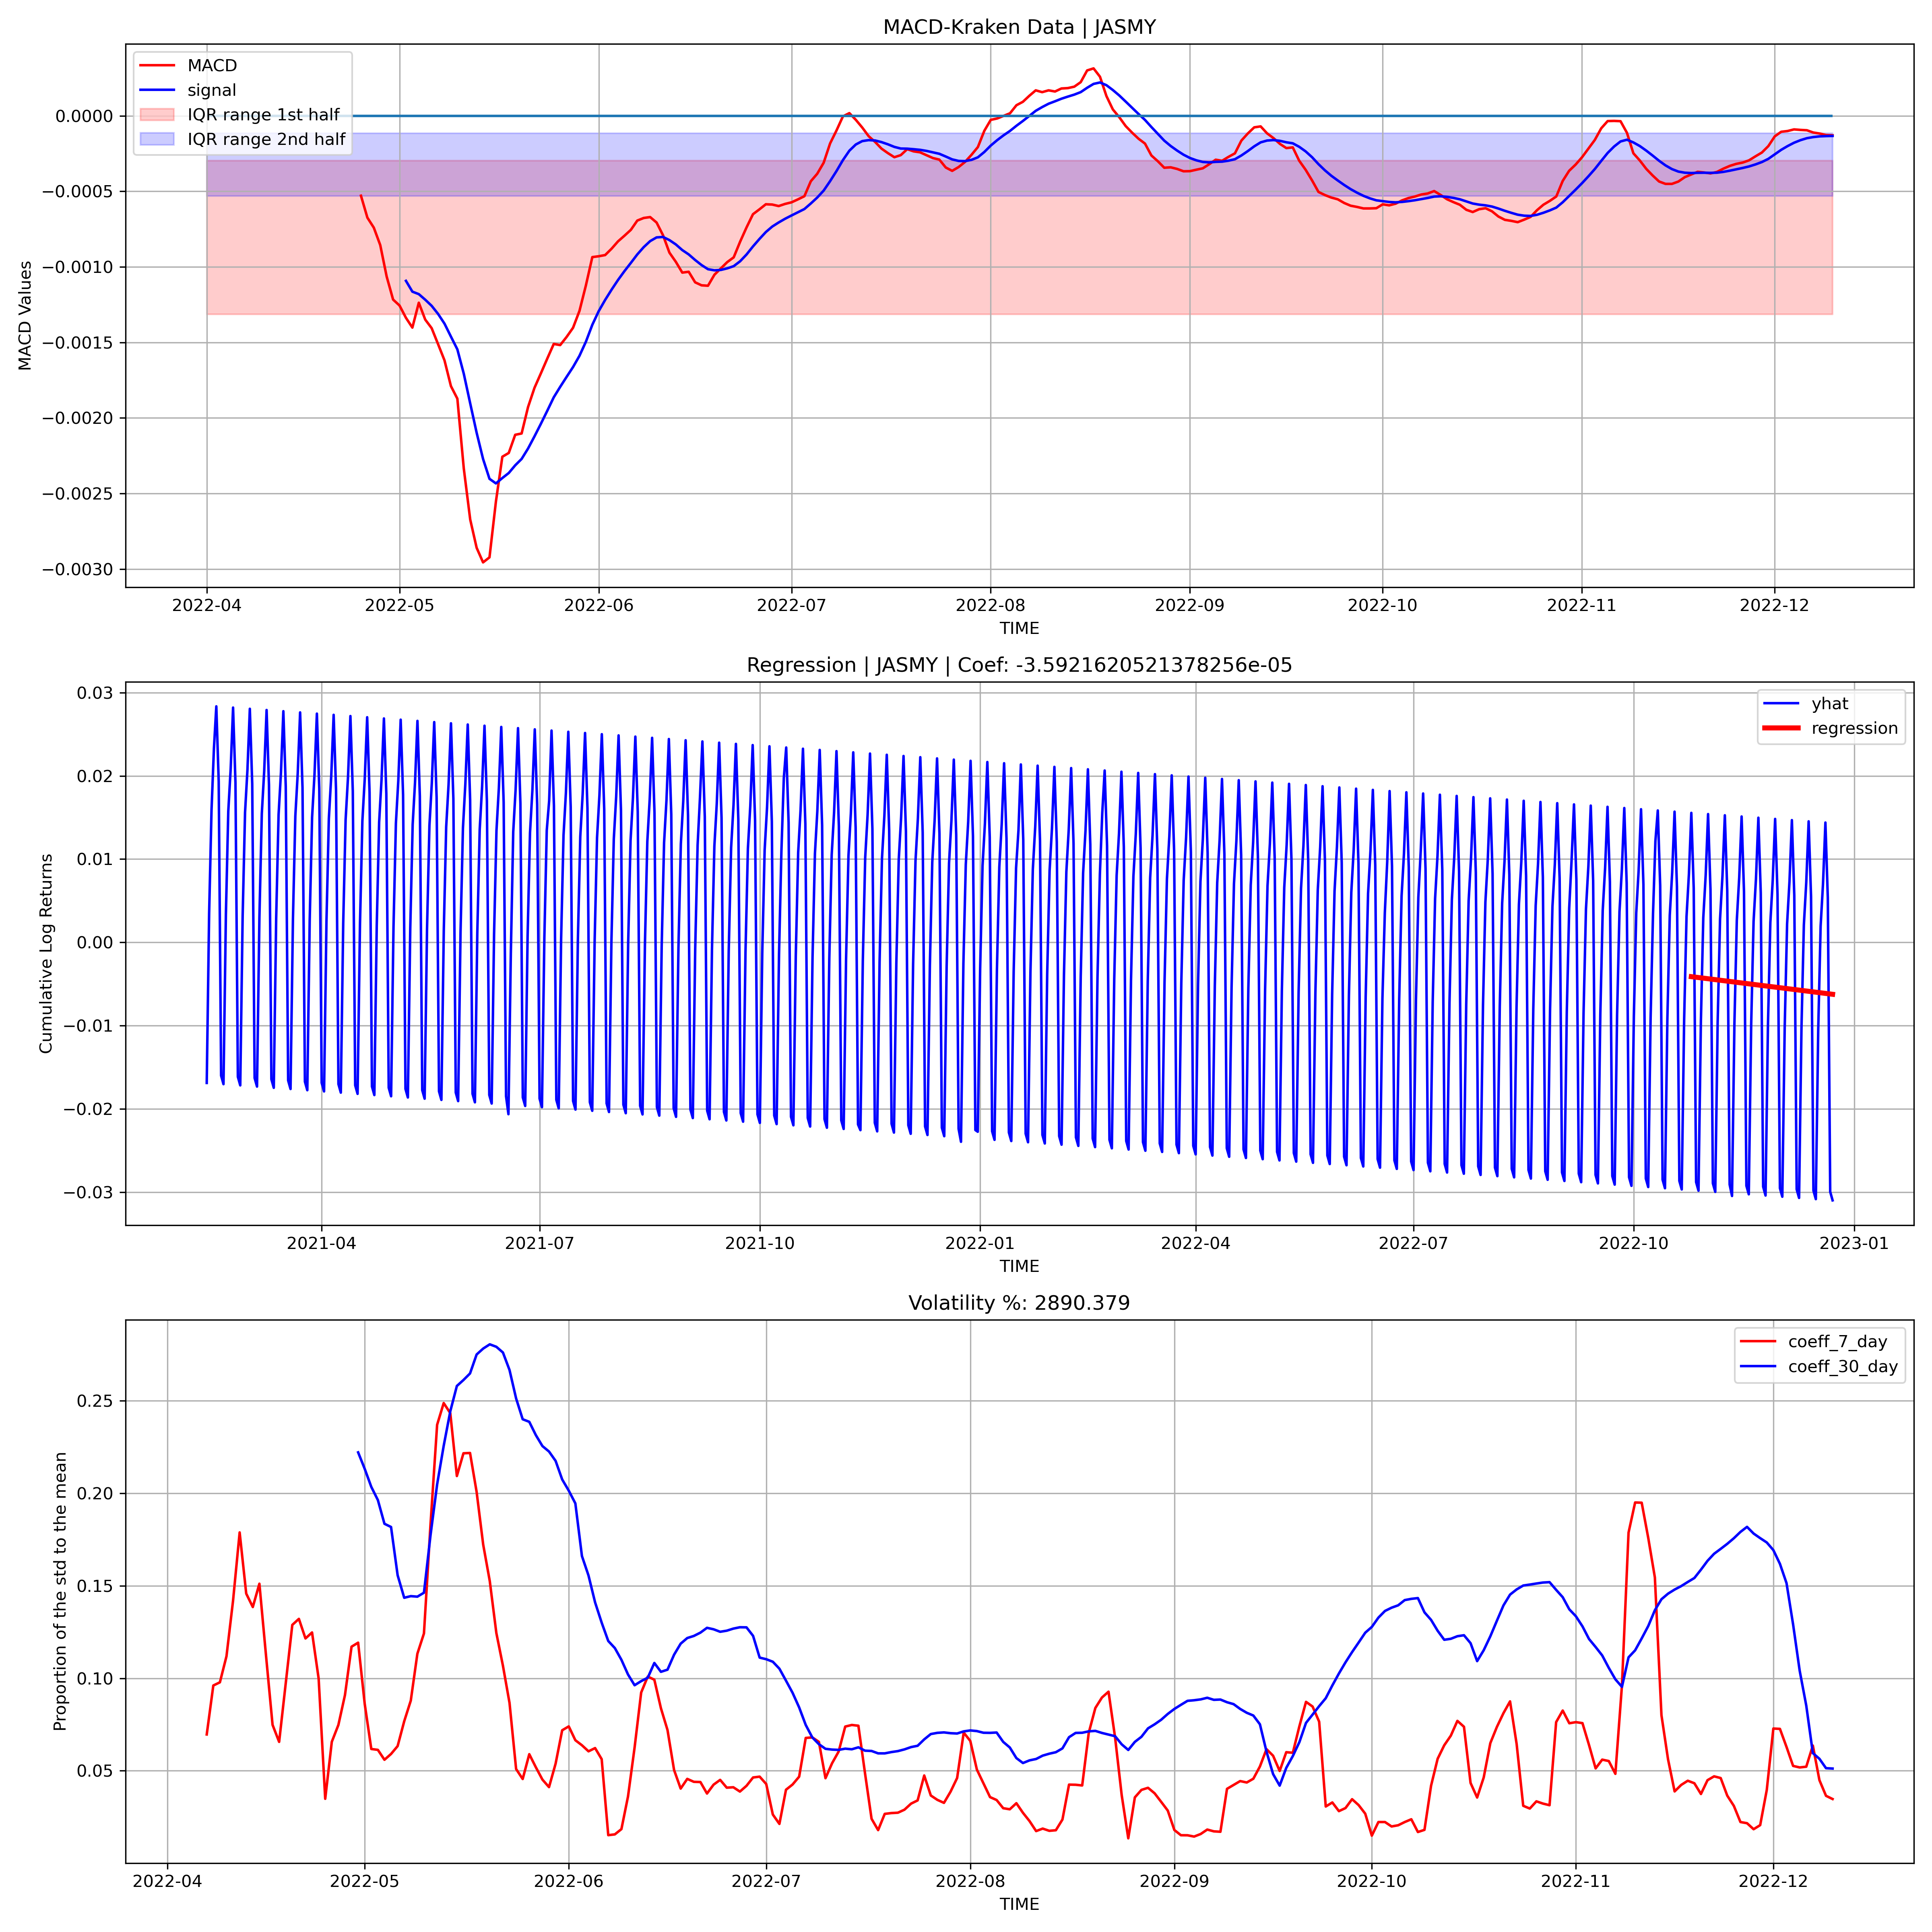 MACD-Kraken Data | JASMY
MACD
signal
IQR range 1st half
IQR range 2nd half
MACD Values
0.0000
−0.0005
−0.0010
−0.0015
−0.0020
−0.0025
−0.0030
2022-04 2022-05 2022-06 2022-07 2022-08 2022-09 2022-10 2022-11 2022-12
TIME
Regression | JASMY | Coef: -3.5921620521378256e-05
yhat
regression
Cumulative Log Returns
0.03
0.02
0.01
0.00
−0.01
−0.02
−0.03
2021-04 2021-07 2021-10 2022-01 2022-04 2022-07 2022-10 2023-01
TIME
Volatility %: 2890.379
coeff_7_day
coeff_30_day
Proportion of the std to the mean
0.25
0.20
0.15
0.10
0.05
2022-04 2022-05 2022-06 2022-07 2022-08 2022-09 2022-10 2022-11 2022-12
TIME